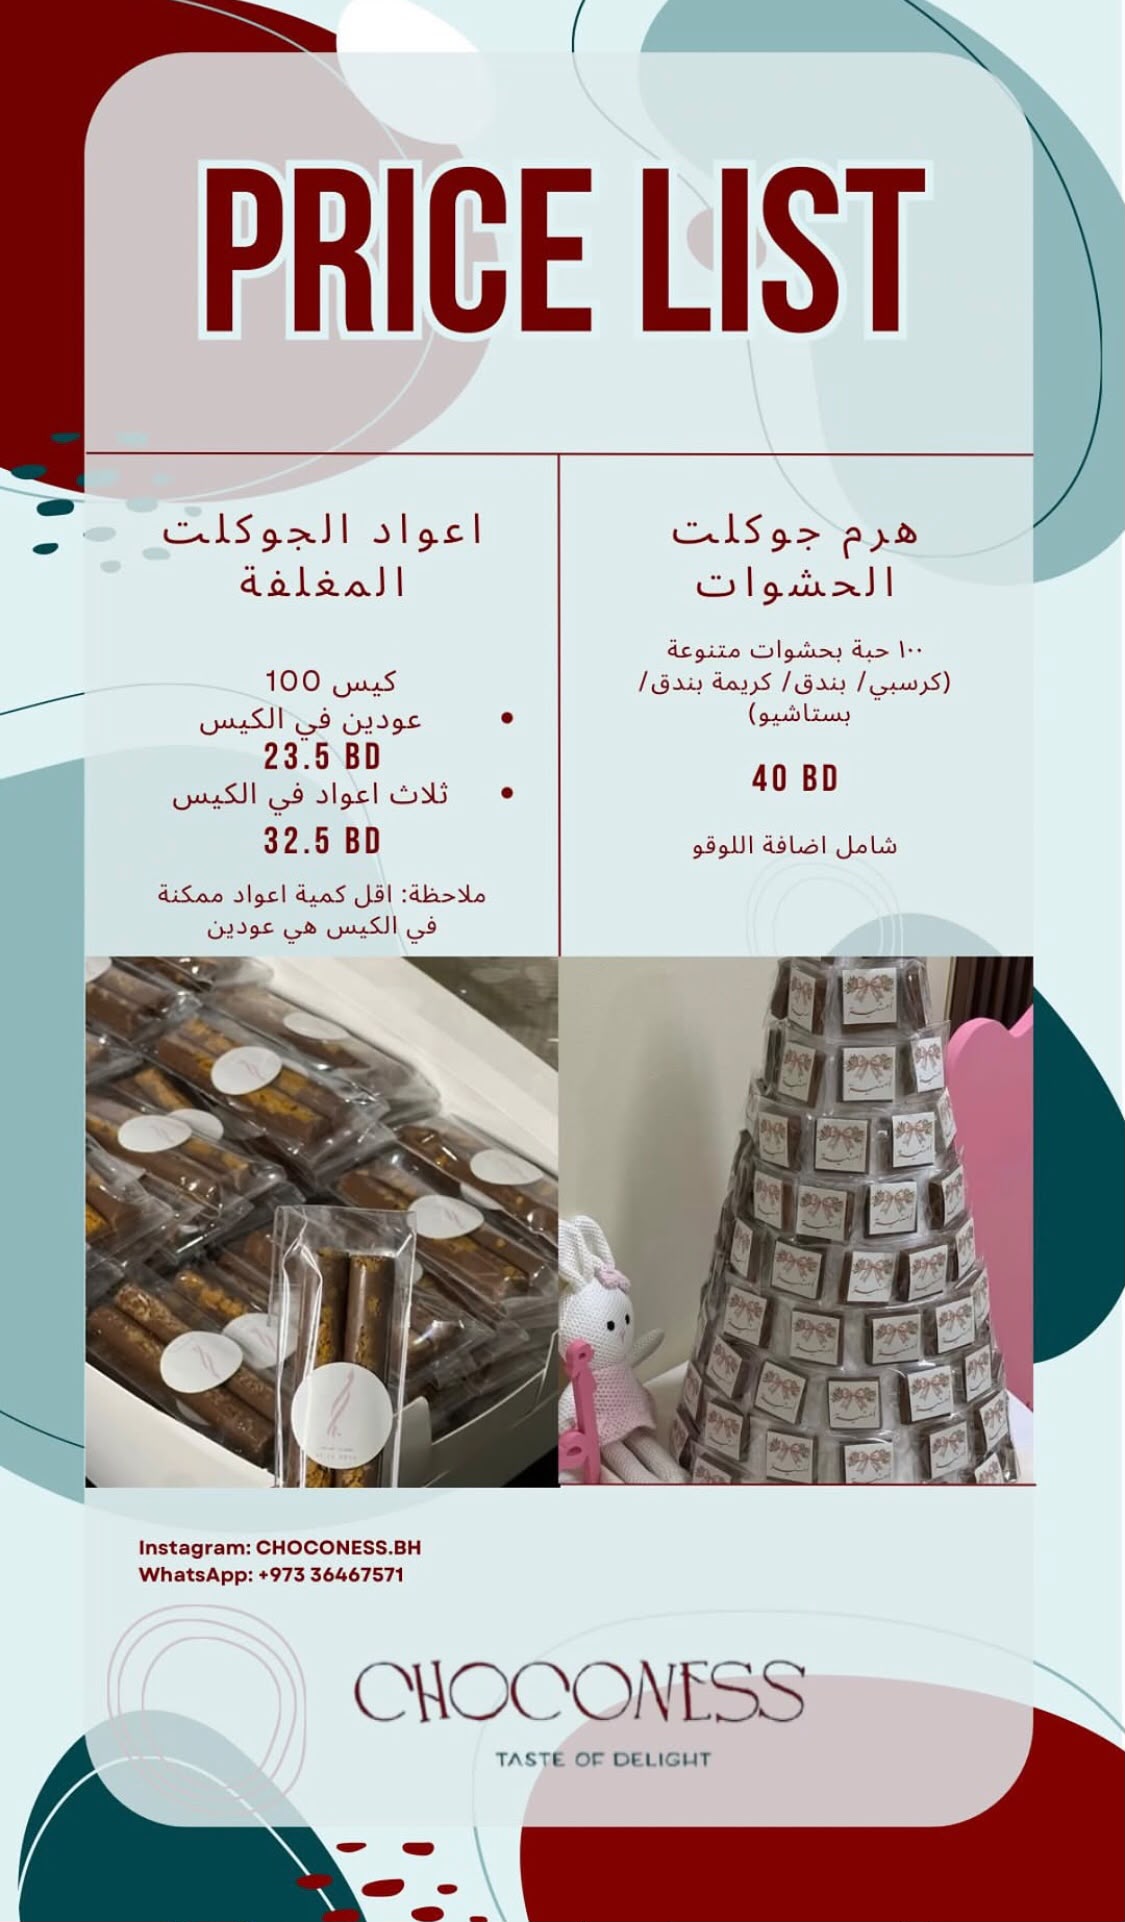 PRICE LIST
هرم جوكلت
الحشوات
١٠٠ حبة بحشوات متنوعة
(كرسبي/ بندق/ كريمة بندق/
بستاشيو)
40 BD
شامل اضافة اللوقو
اعواد الجوكلت
المغلفة
100 كيس
• عودين في الكيس
23.5 BD
• ثلاث اعواد في الكيس
32.5 BD
ملاحظة: اقل كمية اعواد ممكنة
في الكيس هي عودين
Instagram: CHOCONESS.BH
WhatsApp: +973 36467571
CHOCONESS
TASTE OF DELIGHT